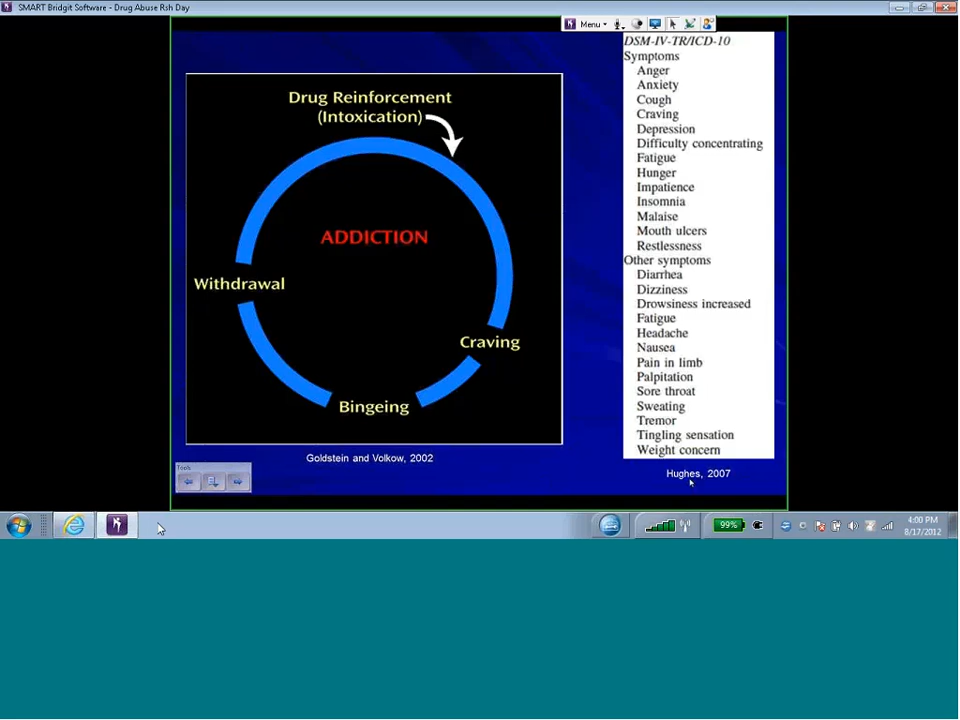 SMART Bridgit Software - Drug Abuse Rsh Day
Menu
Drug Reinforcement
(Intoxication)
ADDICTION
Withdrawal
Craving
Bingeing
Goldstein and Volkow, 2002
DSM-IV-TR/ICD-10
Symptoms
Anger
Anxiety
Cough
Craving
Depression
Difficulty concentrating
Fatigue
Hunger
Impatience
Insomnia
Malaise
Mouth ulcers
Restlessness
Other symptoms
Diarrhea
Dizziness
Drowsiness increased
Fatigue
Headache
Nausea
Pain in limb
Palpitation
Sore throat
Sweating
Tremor
Tingling sensation
Weight concern
Hughes, 2007
Tools
99%
4:00 PM
8/17/2012